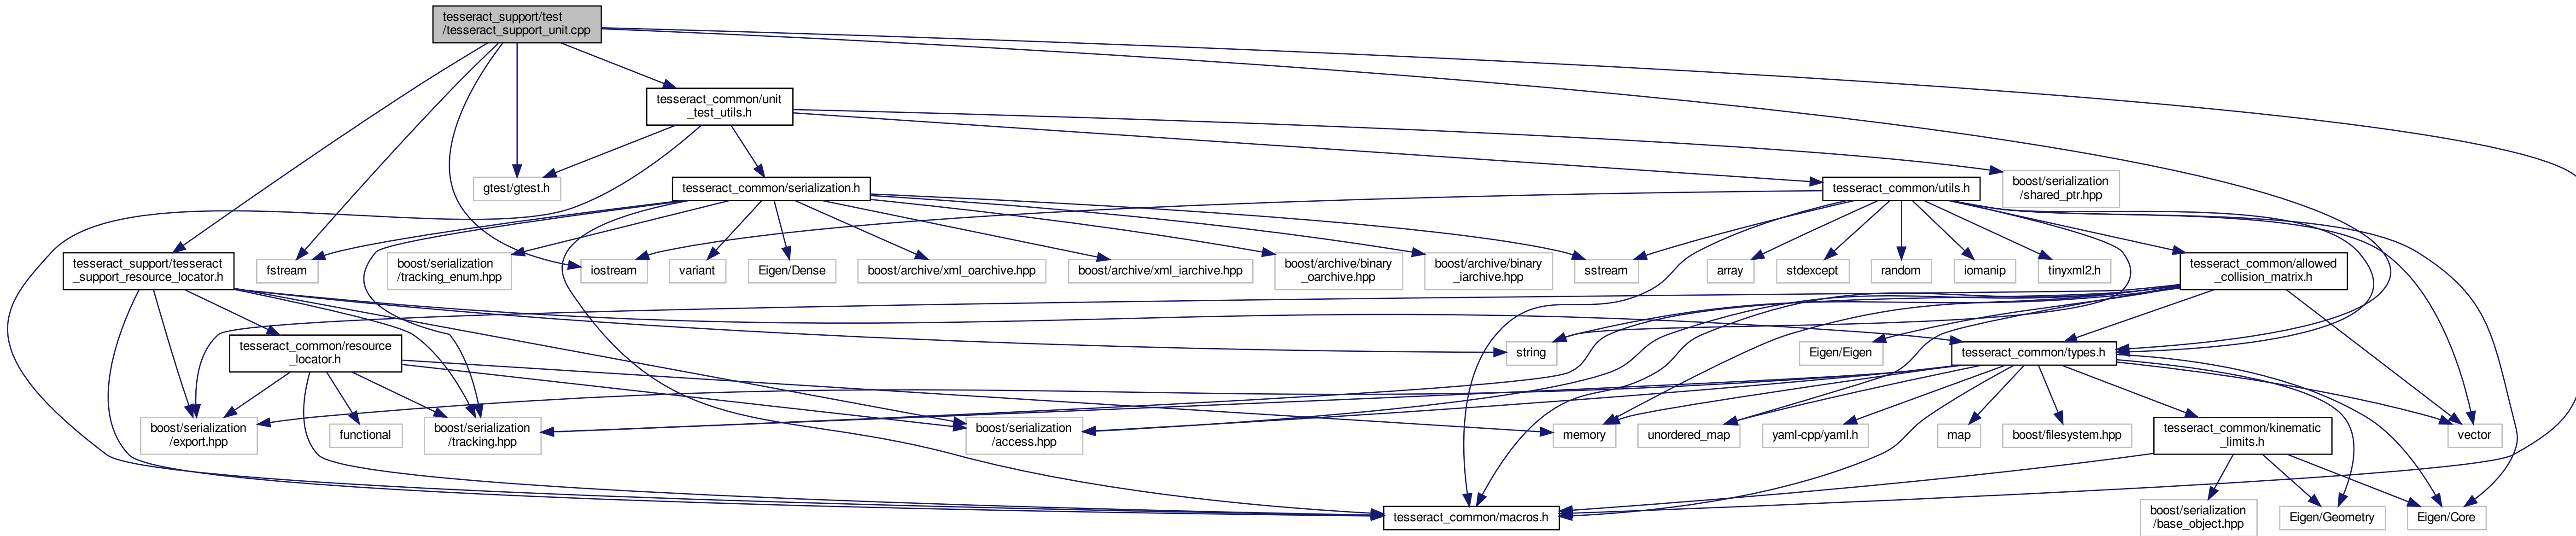 tesseract_support/test
/tesseract_support_unit.cpp
tesseract_common/unit
_test_utils.h
gtest/gtest.h
tesseract_common/serialization.h
tesseract_common/utils.h
boost/serialization
/shared_ptr.hpp
tesseract_support/tesseract
_support_resource_locator.h
fstream
boost/serialization
/tracking_enum.hpp
iostream
variant
Eigen/Dense
boost/archive/xml_oarchive.hpp
boost/archive/xml_iarchive.hpp
boost/archive/binary
_oarchive.hpp
boost/archive/binary
_iarchive.hpp
sstream
array
stdexcept
random
iomanip
tinyxml2.h
tesseract_common/allowed
_collision_matrix.h
tesseract_common/resource
_locator.h
string
Eigen/Eigen
tesseract_common/types.h
boost/serialization
/export.hpp
functional
boost/serialization
/tracking.hpp
boost/serialization
/access.hpp
memory
unordered_map
yaml-cpp/yaml.h
map
boost/filesystem.hpp
tesseract_common/kinematic
_limits.h
vector
tesseract_common/macros.h
boost/serialization
/base_object.hpp
Eigen/Geometry
Eigen/Core